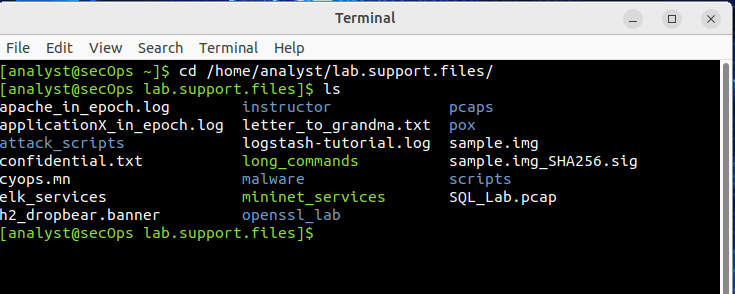 Terminal
File Edit View Search Terminal Help
[analyst@secOps ~]$ cd /home/analyst/lab.support.files/
[analyst@secOps lab.support.files]$ ls
apache_in_epoch.log instructor pcaps
applicationX_in_epoch.log letter_to_grandma.txt pox
attack_scripts logstash-tutorial.log sample.img
confidential.txt long_commands sample.img_SHA256.sig
cyops.mn malware scripts
elk_services mininet_services SQL_Lab.pcap
h2_dropbear.banner openssl_lab
[analyst@secOps lab.support.files]$